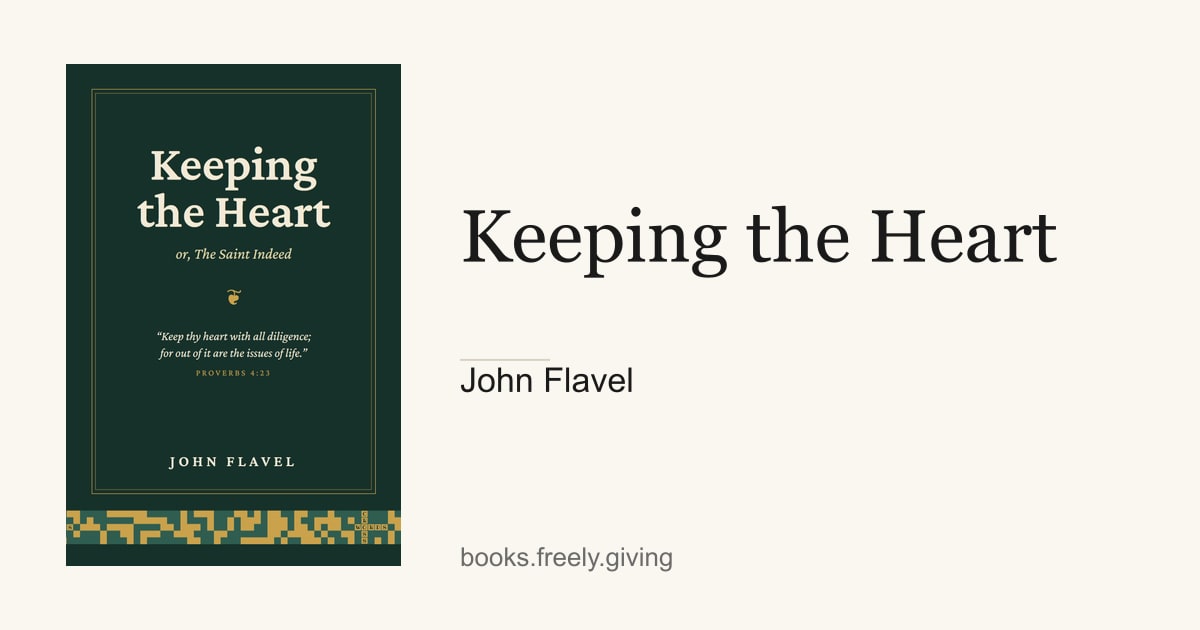 Keeping
the Heart
or, The Saint Indeed
“Keep thy heart with all diligence;
for out of it are the issues of life.”
PROVERBS 4:23
JOHN FLAVEL
Keeping the Heart
John Flavel
books.freely.giving